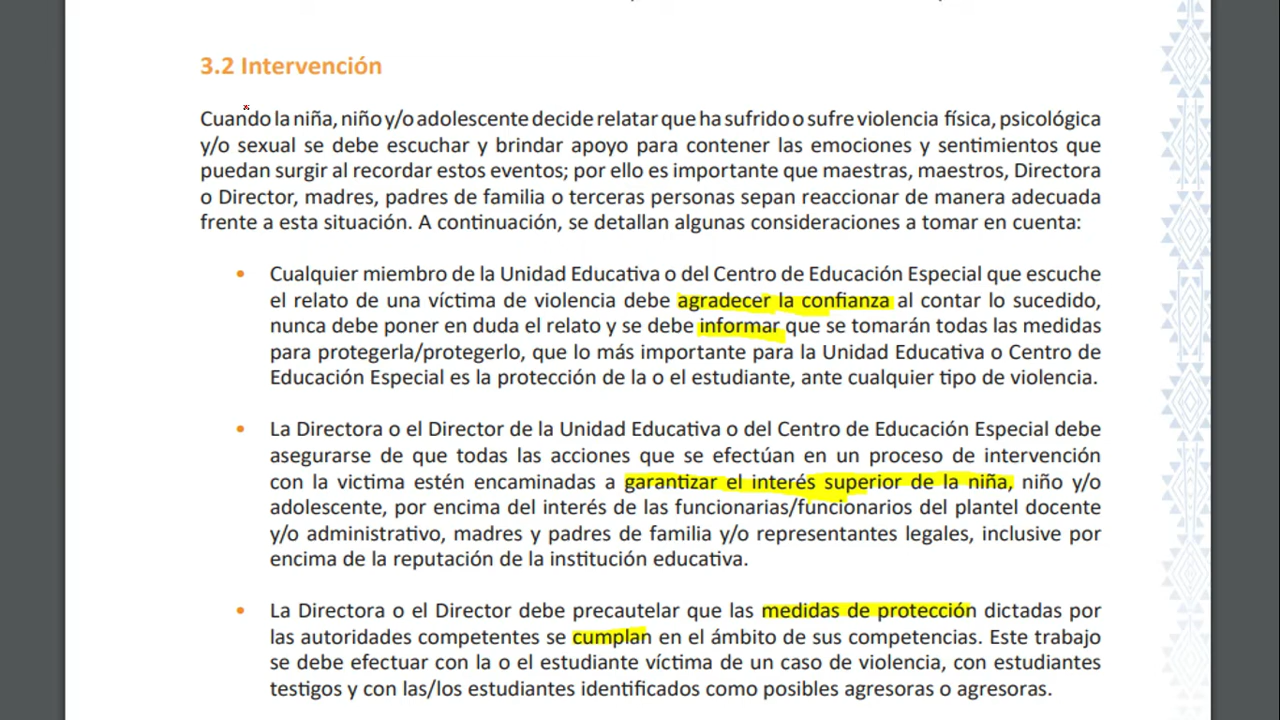 3.2 Intervención
Cuando la niña, niño y/o adolescente decide relatar que ha sufrido o sufre violencia física, psicológica
y/o sexual se debe escuchar y brindar apoyo para contener las emociones y sentimientos que
puedan surgir al recordar estos eventos; por ello es importante que maestras, maestros, Directora
o Director, madres, padres de familia o terceras personas sepan reaccionar de manera adecuada
frente a esta situación. A continuación, se detallan algunas consideraciones a tomar en cuenta:
• Cualquier miembro de la Unidad Educativa o del Centro de Educación Especial que escuche
el relato de una víctima de violencia debe agradecer la confianza al contar lo sucedido,
nunca debe poner en duda el relato y se debe informar que se tomarán todas las medidas
para protegerla/protegerlo, que lo más importante para la Unidad Educativa o Centro de
Educación Especial es la protección de la o el estudiante, ante cualquier tipo de violencia.
• La Directora o el Director de la Unidad Educativa o del Centro de Educación Especial debe
asegurarse de que todas las acciones que se efectúan en un proceso de intervención
con la victima estén encaminadas a garantizar el interés superior de la niña, niño y/o
adolescente, por encima del interés de las funcionarias/funcionarios del plantel docente
y/o administrativo, madres y padres de familia y/o representantes legales, inclusive por
encima de la reputación de la institución educativa.
• La Directora o el Director debe precautelar que las medidas de protección dictadas por
las autoridades competentes se cumplan en el ámbito de sus competencias. Este trabajo
se debe efectuar con la o el estudiante víctima de un caso de violencia, con estudiantes
testigos y con las/los estudiantes identificados como posibles agresoras o agresoras.